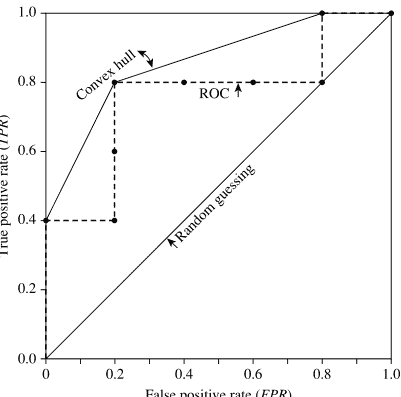 1.0
0.8
0.6
0.4
0.2
0.0
True positive rate (TPR)
Convex hull
ROC
Random guessing
0 0.2 0.4 0.6 0.8 1.0
False positive rate (FPR)